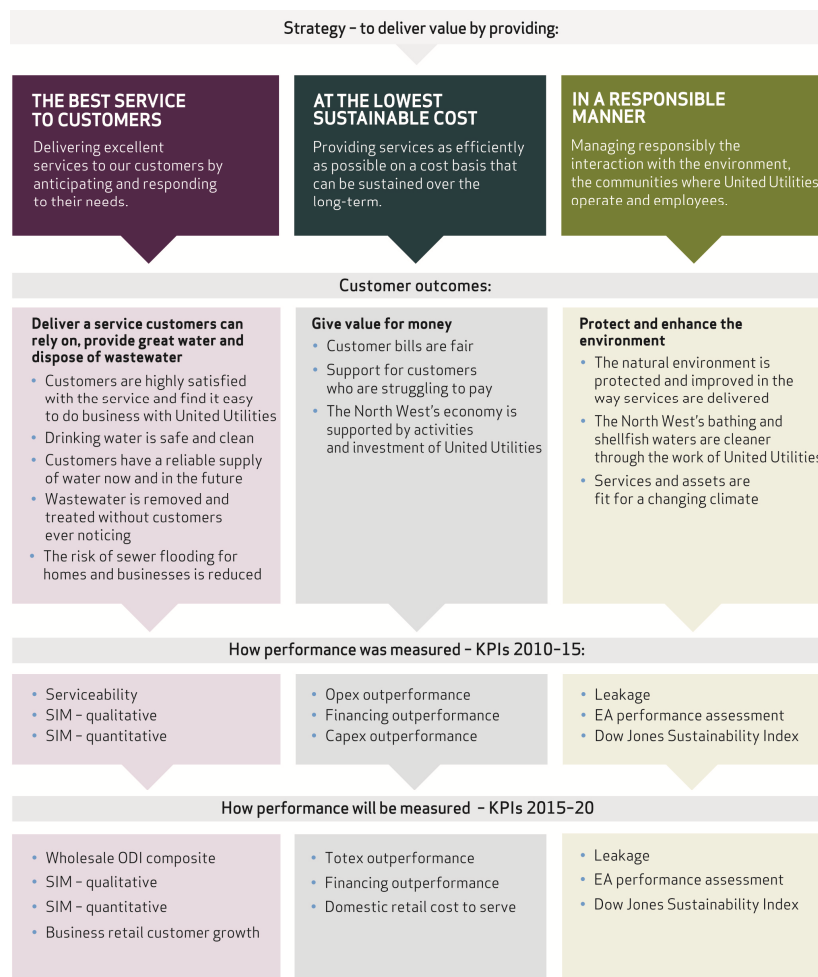 Strategy – to deliver value by providing:
THE BEST SERVICE
TO CUSTOMERS
Delivering excellent
services to our customers by
anticipating and responding
to their needs.
AT THE LOWEST
SUSTAINABLE COST
Providing services as efficiently
as possible on a cost basis that
can be sustained over the
long-term.
IN A RESPONSIBLE
MANNER
Managing responsibly the
interaction with the environment,
the communities where United Utilities
operate and employees.
Customer outcomes:
Deliver a service customers can
rely on, provide great water and
dispose of wastewater
• Customers are highly satisfied
with the service and find it easy
to do business with United Utilities
• Drinking water is safe and clean
• Customers have a reliable supply
of water now and in the future
• Wastewater is removed and
treated without customers
ever noticing
• The risk of sewer flooding for
homes and businesses is reduced
Give value for money
• Customer bills are fair
• Support for customers
who are struggling to pay
• The North West's economy is
supported by activities
and investment of United Utilities
Protect and enhance the
environment
• The natural environment is
protected and improved in the
way services are delivered
• The North West's bathing and
shellfish waters are cleaner
through the work of United Utilities
• Services and assets are
fit for a changing climate
How performance was measured – KPIs 2010–15:
• Serviceability
• SIM – qualitative
• SIM – quantitative
• Opex outperformance
• Financing outperformance
• Capex outperformance
• Leakage
• EA performance assessment
• Dow Jones Sustainability Index
How performance will be measured – KPIs 2015–20
• Wholesale ODI composite
• SIM – qualitative
• SIM – quantitative
• Business retail customer growth
• Totex outperformance
• Financing outperformance
• Domestic retail cost to serve
• Leakage
• EA performance assessment
• Dow Jones Sustainability Index